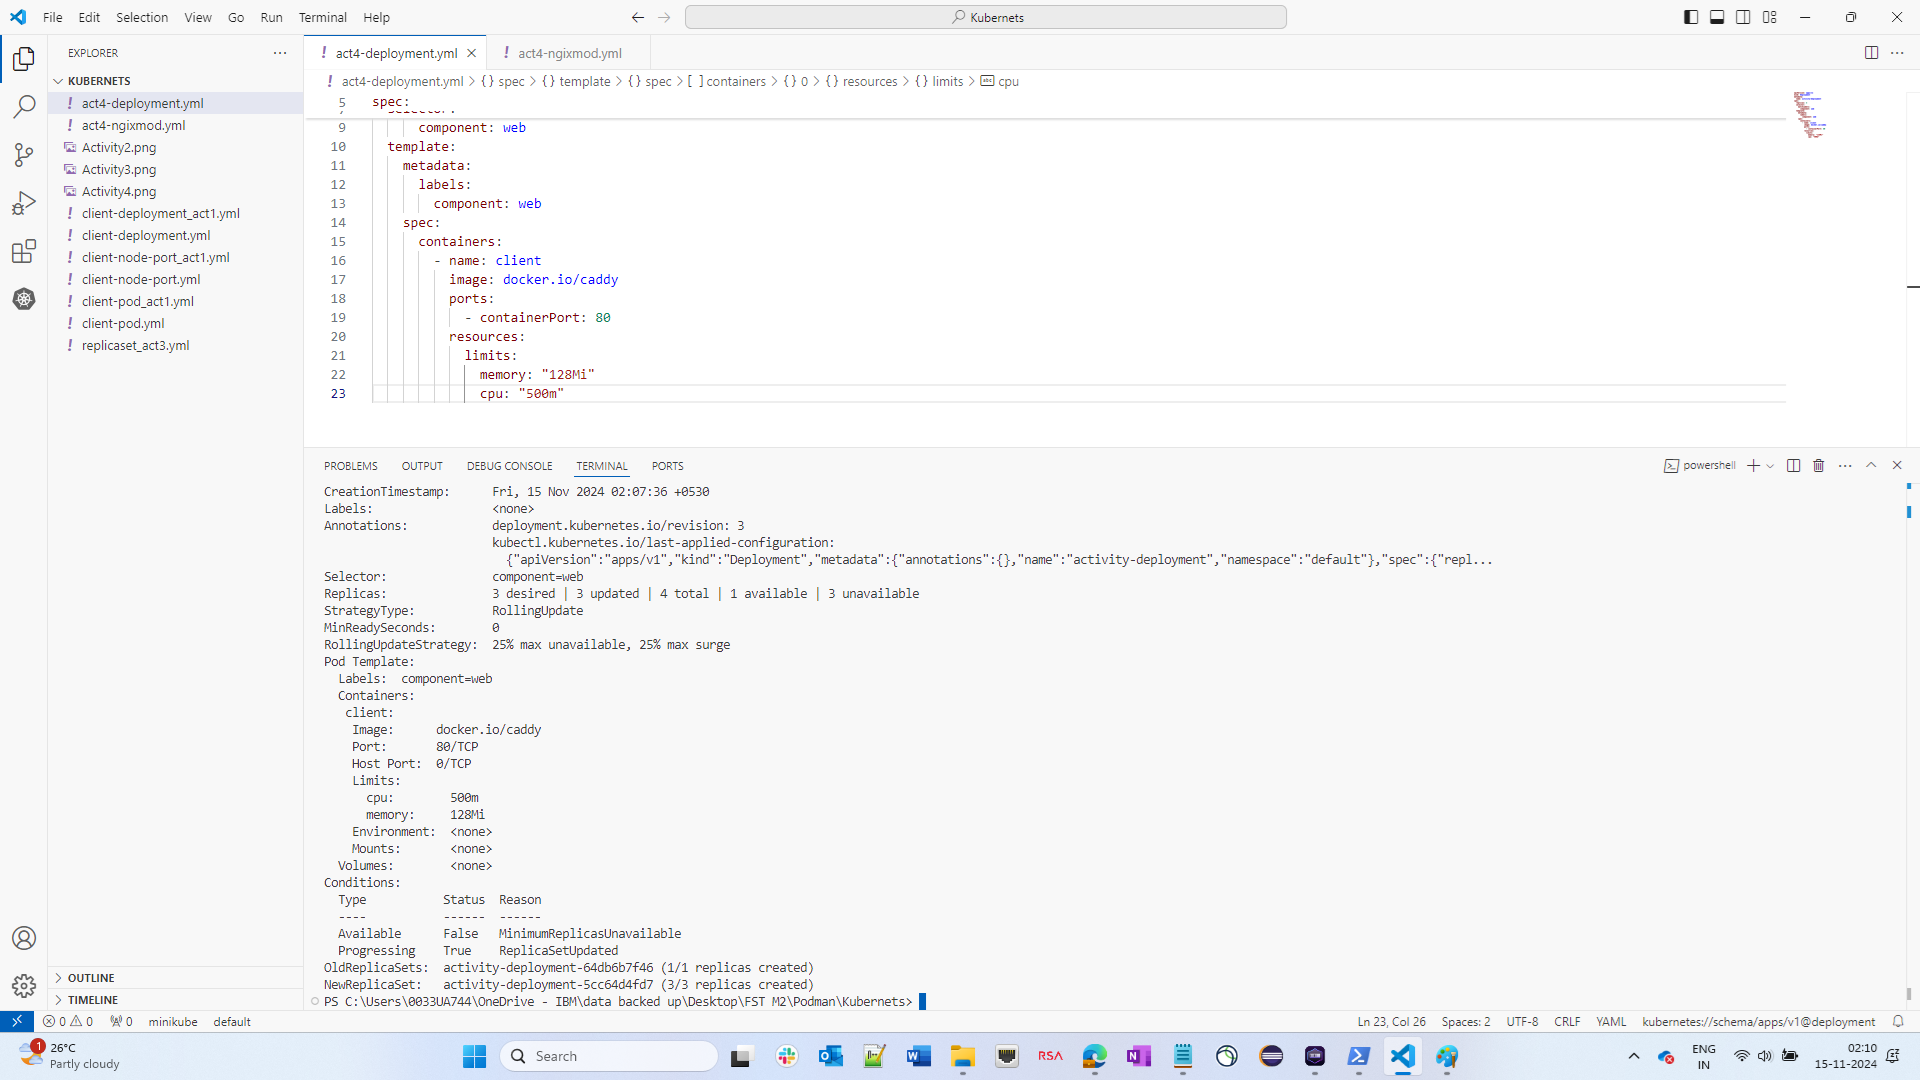 File Edit Selection View Go Run Terminal Help
Kubernets
EXPLORER
KUBERNETS
act4-deployment.yml
act4-ngixmod.yml
Activity2.png
Activity3.png
Activity4.png
client-deployment_act1.yml
client-deployment.yml
client-node-port_act1.yml
client-node-port.yml
client-pod_act1.yml
client-pod.yml
replicaset_act3.yml
OUTLINE
TIMELINE
! act4-deployment.yml
! act4-ngixmod.yml
! act4-deployment.yml > {} spec > {} template > {} spec > [ ] containers > {} 0 > {} resources > {} limits > abc cpu
5 spec:
9 component: web
10 template:
11 metadata:
12 labels:
13 component: web
14 spec:
15 containers:
16 - name: client
17 image: docker.io/caddy
18 ports:
19 - containerPort: 80
20 resources:
21 limits:
22 memory: "128Mi"
23 cpu: "500m"
PROBLEMS OUTPUT DEBUG CONSOLE TERMINAL PORTS
powershell
CreationTimestamp: Fri, 15 Nov 2024 02:07:36 +0530
Labels: <none>
Annotations: deployment.kubernetes.io/revision: 3
kubectl.kubernetes.io/last-applied-configuration:
{"apiVersion":"apps/v1","kind":"Deployment","metadata":{"annotations":{},"name":"activity-deployment","namespace":"default"},"spec":{"repl...
Selector: component=web
Replicas: 3 desired | 3 updated | 4 total | 1 available | 3 unavailable
StrategyType: RollingUpdate
MinReadySeconds: 0
RollingUpdateStrategy: 25% max unavailable, 25% max surge
Pod Template:
Labels: component=web
Containers:
client:
Image: docker.io/caddy
Port: 80/TCP
Host Port: 0/TCP
Limits:
cpu: 500m
memory: 128Mi
Environment: <none>
Mounts: <none>
Volumes: <none>
Conditions:
Type Status Reason
---- ------ ------
Available False MinimumReplicasUnavailable
Progressing True ReplicaSetUpdated
OldReplicaSets: activity-deployment-64db6b7f46 (1/1 replicas created)
NewReplicaSet: activity-deployment-5cc64d4fd7 (3/3 replicas created)
PS C:\Users\0033UA744\OneDrive - IBM\data backed up\Desktop\FST M2\Podman\Kubernets>
0 0 0 minikube default
Ln 23, Col 26 Spaces: 2 UTF-8 CRLF YAML kubernetes://schema/apps/v1@deployment
1
26°C
Partly cloudy
Search
RSA
ENG
IN
02:10
15-11-2024